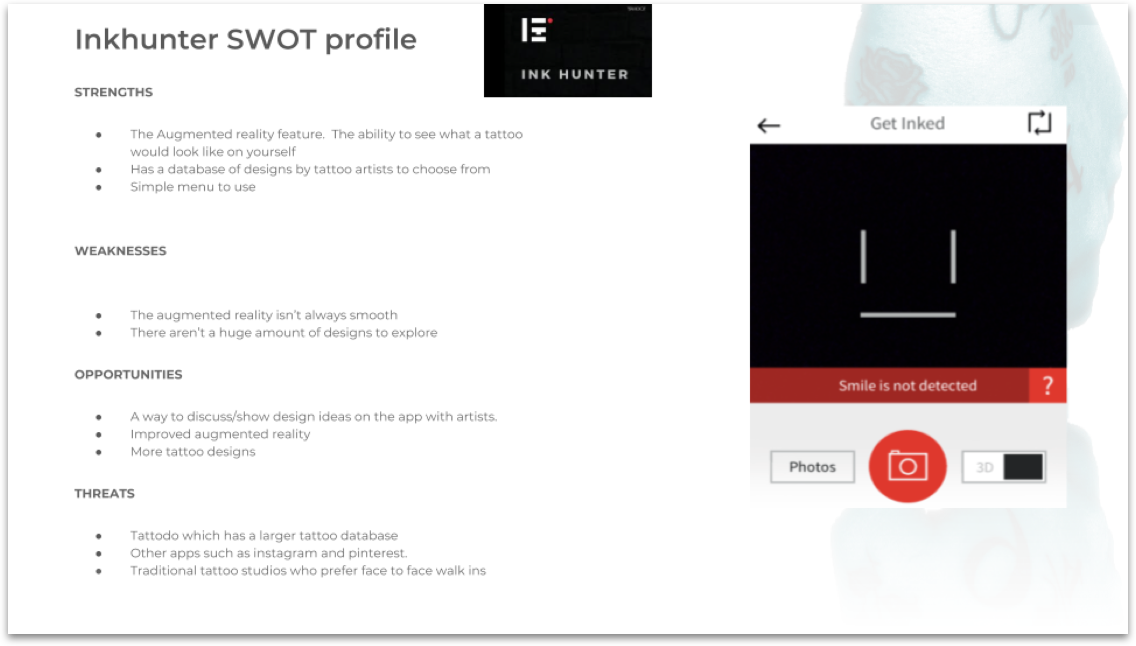 Inkhunter SWOT profile
INK HUNTER
STRENGTHS
● The Augmented reality feature. The ability to see what a tattoo
would look like on yourself
● Has a database of designs by tattoo artists to choose from
● Simple menu to use
WEAKNESSES
● The augmented reality isn't always smooth
● There aren't a huge amount of designs to explore
OPPORTUNITIES
● A way to discuss/show design ideas on the app with artists.
● Improved augmented reality
● More tattoo designs
THREATS
● Tattodo which has a larger tattoo database
● Other apps such as instagram and pinterest.
● Traditional tattoo studios who prefer face to face walk ins
Get Inked
Smile is not detected ?
Photos 3D